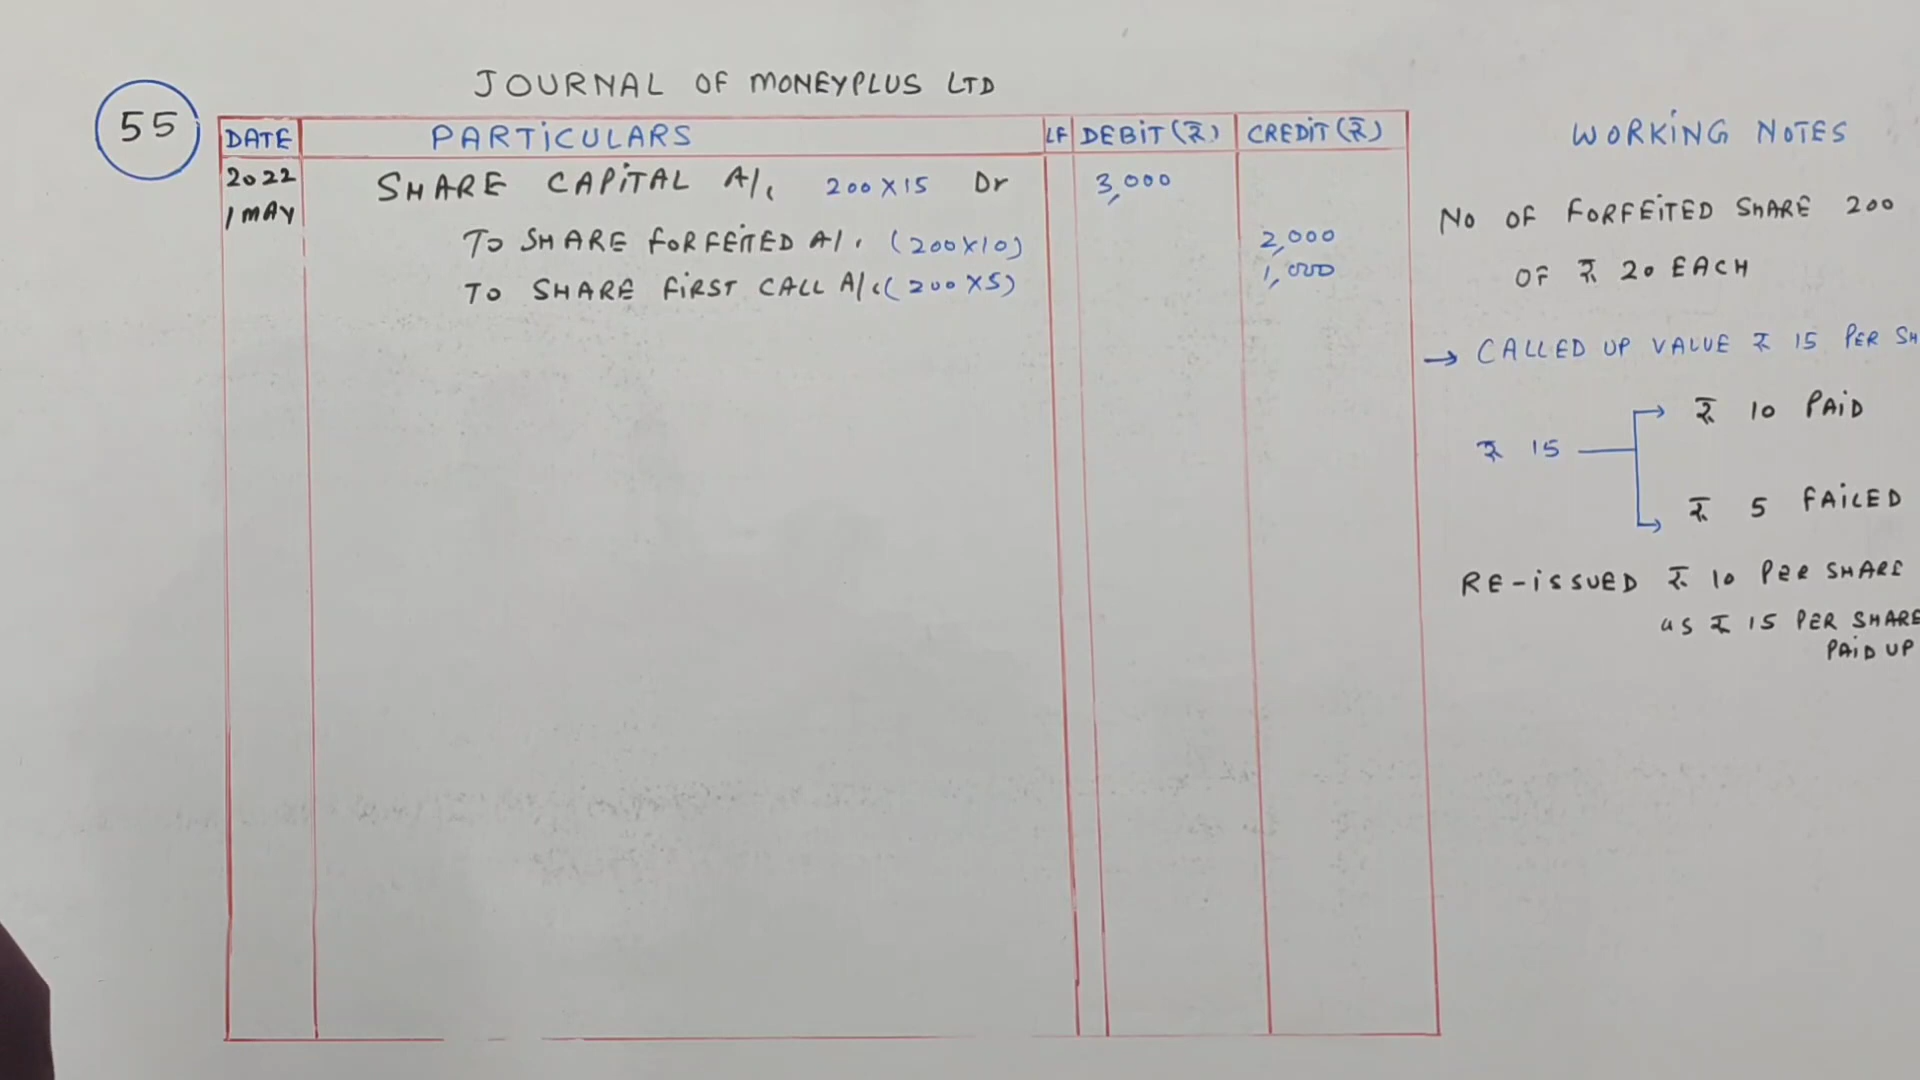 JOURNAL OF MONEYPLUS LTD
55
DATE PARTICULARS LF DEBIT (₹) CREDIT (₹)
2022 SHARE CAPITAL A/c 200 X 15 Dr 3,000
1 MAY
TO SHARE FORFEITED A/c (200X10) 2,000
TO SHARE FIRST CALL A/c (200 X5) 1,000
WORKING NOTES
NO OF FORFEITED SHARE 200
OF ₹ 20 EACH
→ CALLED UP VALUE ₹ 15 PER SH
₹ 10 PAID
₹ 15
₹ 5 FAILED
RE-ISSUED ₹ 10 PER SHARE
as ₹ 15 PER SHARE
PAID UP